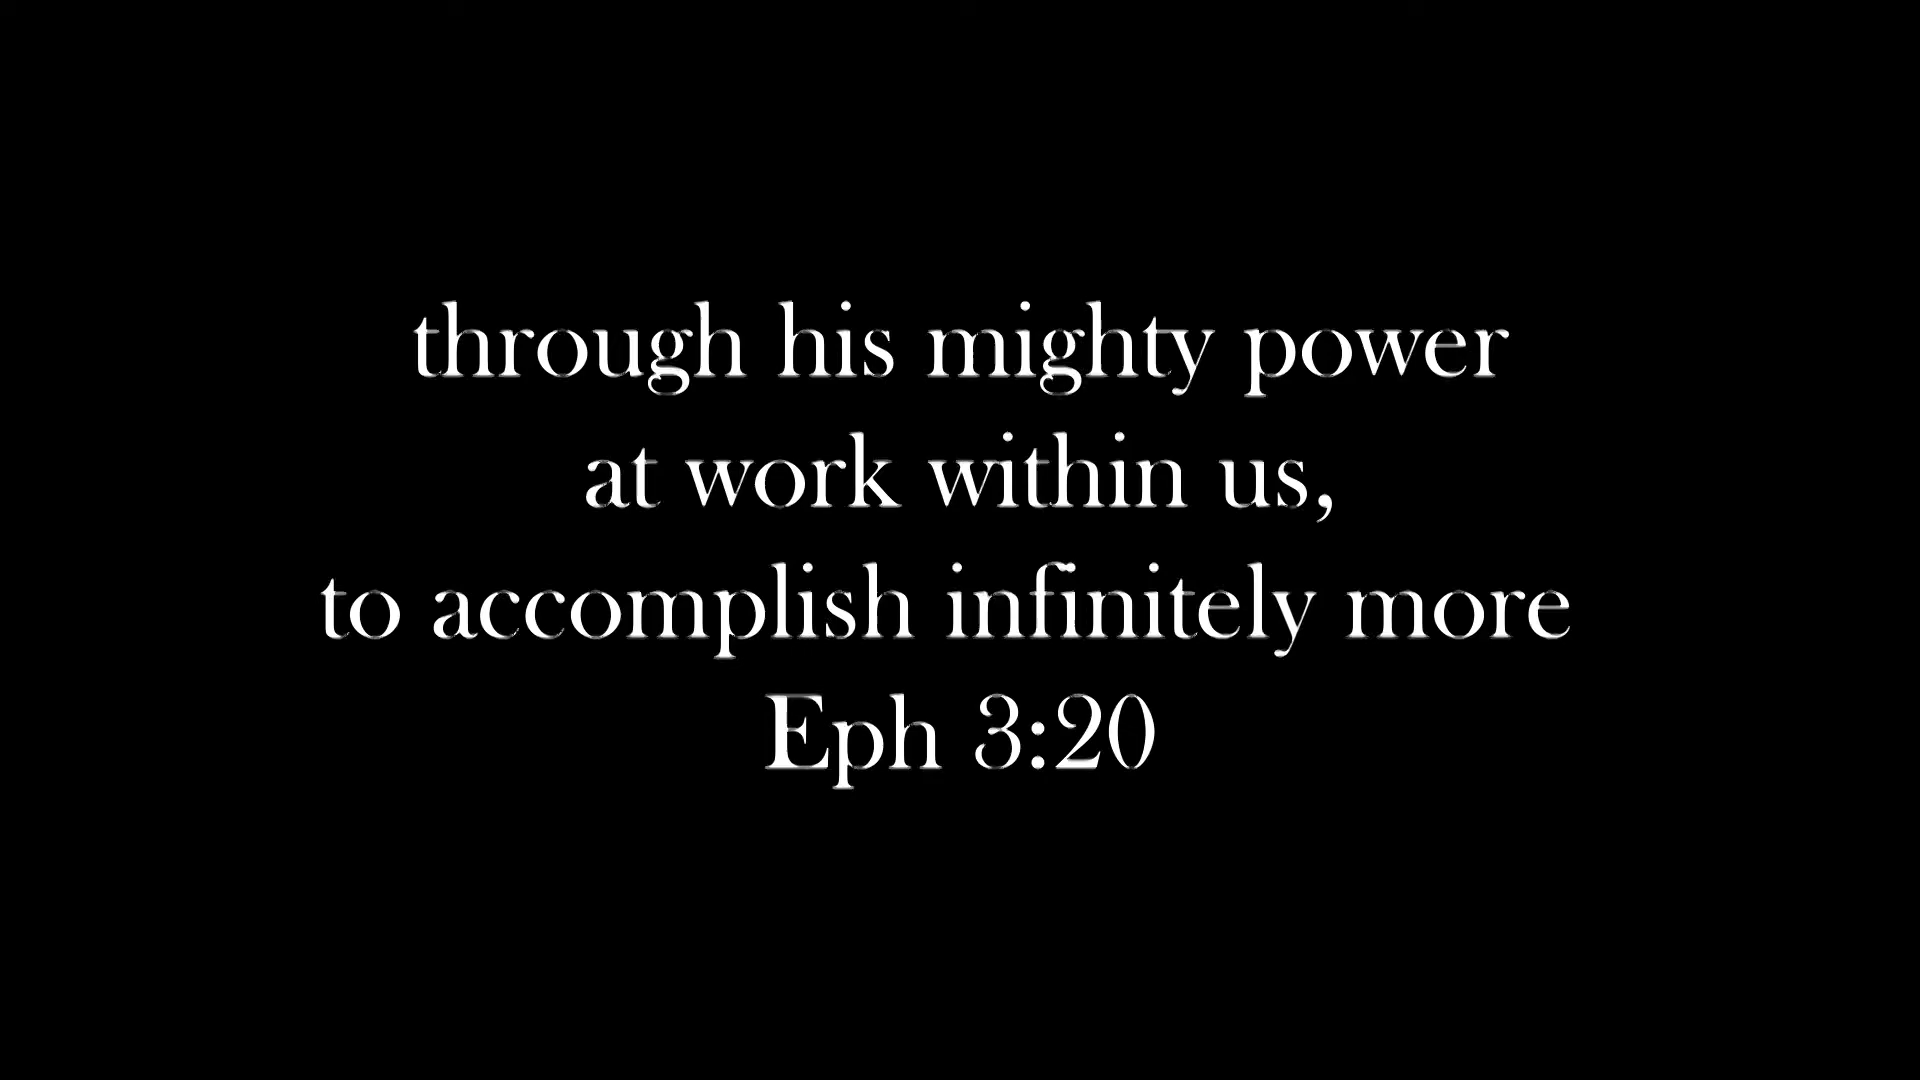 through his mighty power
at work within us,
to accomplish infinitely more
Eph 3:20